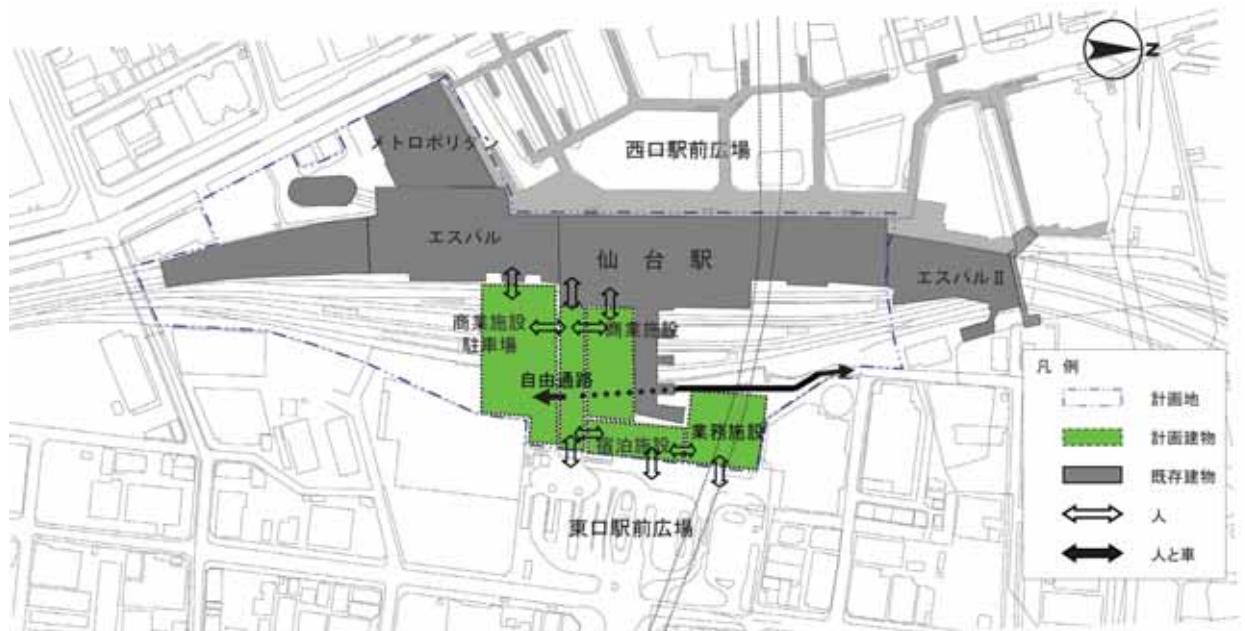 N
メトロポリタン
西口駅前広場
エスパル
仙台駅
エスパルⅡ
商業施設
駐車場
商業施設
自由通路
宿泊施設
業務施設
東口駅前広場
凡例
計画地
計画建物
既存建物
人
人と車